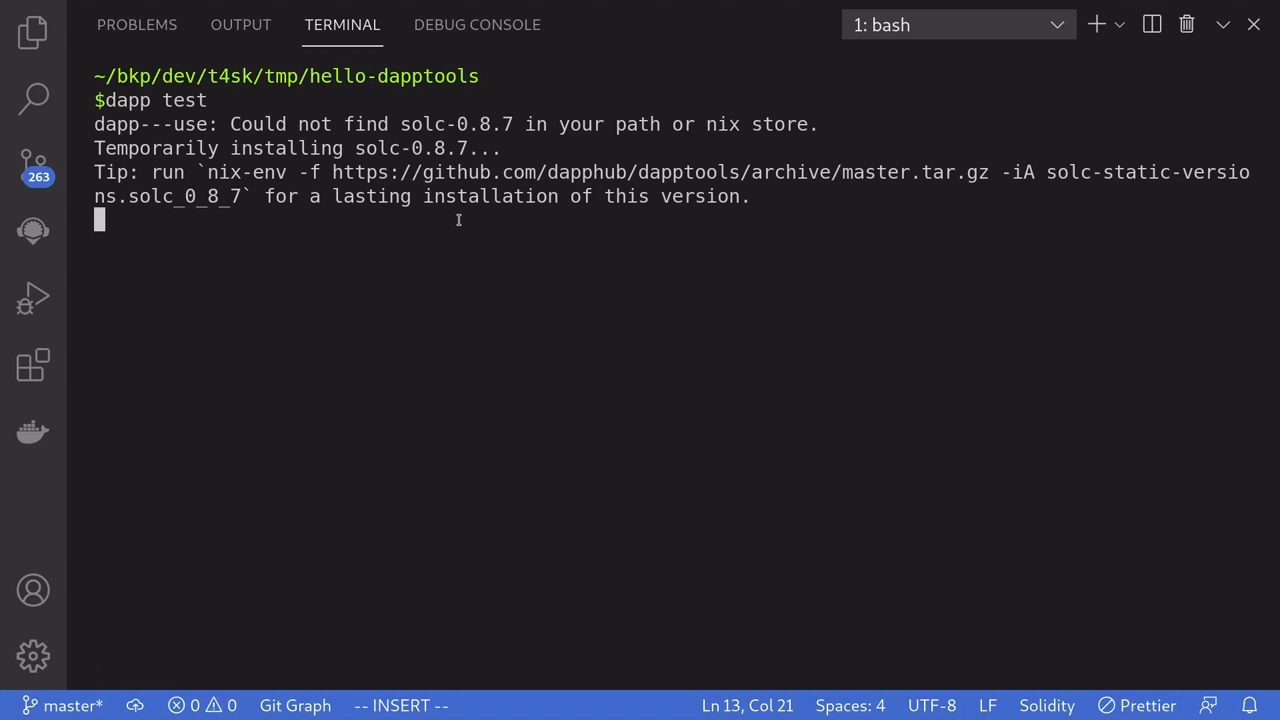 PROBLEMS OUTPUT TERMINAL DEBUG CONSOLE 1: bash
~/bkp/dev/t4sk/tmp/hello-dapptools
$dapp test
dapp---use: Could not find solc-0.8.7 in your path or nix store.
Temporarily installing solc-0.8.7...
Tip: run `nix-env -f https://github.com/dapphub/dapptools/archive/master.tar.gz -iA solc-static-versio
ns.solc_0_8_7` for a lasting installation of this version.
263
master* 0 0 Git Graph -- INSERT -- Ln 13, Col 21 Spaces: 4 UTF-8 LF Solidity Prettier